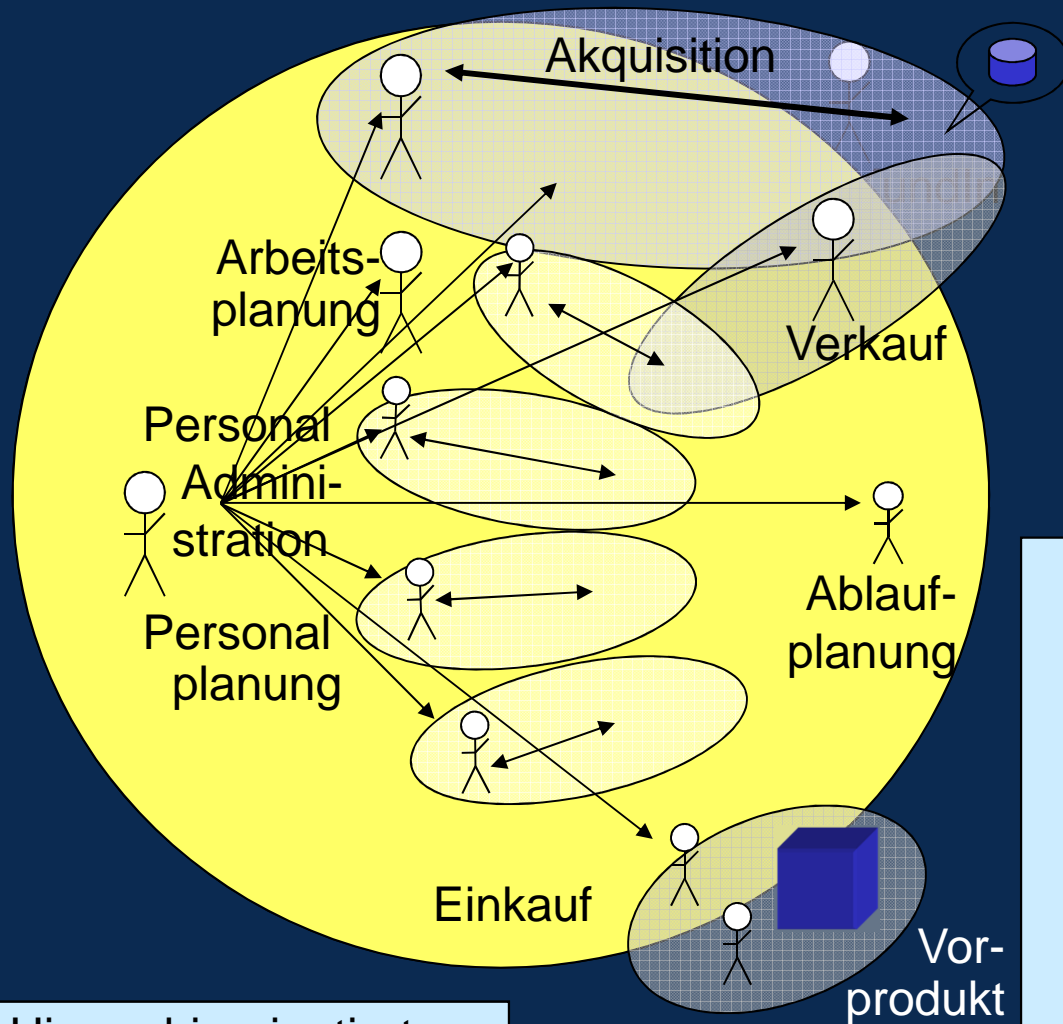 Akquisition
Arbeits-
planung
Verkauf
Personal
Admini-
stration
Personal
planung
Ablauf-
planung
Einkauf
Vor-
produkt